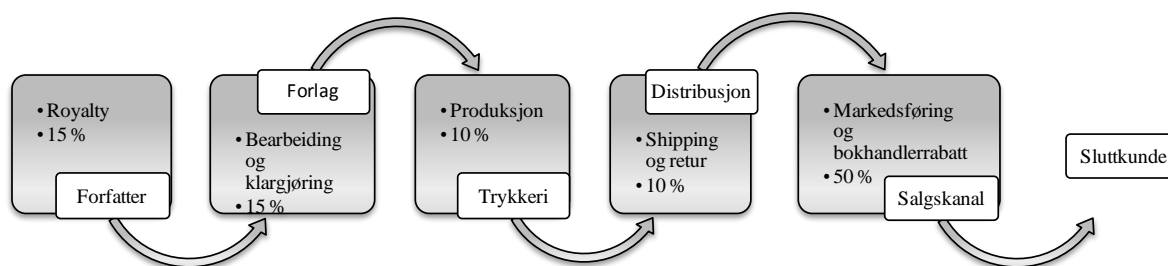 • Royalty
• 15 %
Forfatter
Forlag
• Bearbeiding
og
klargjøring
• 15 %
• Produksjon
• 10 %
Trykkeri
Distribusjon
• Shipping
og retur
• 10 %
• Markedsføring
og
bokhandlerrabatt
• 50 %
Salgskanal
Sluttkunde